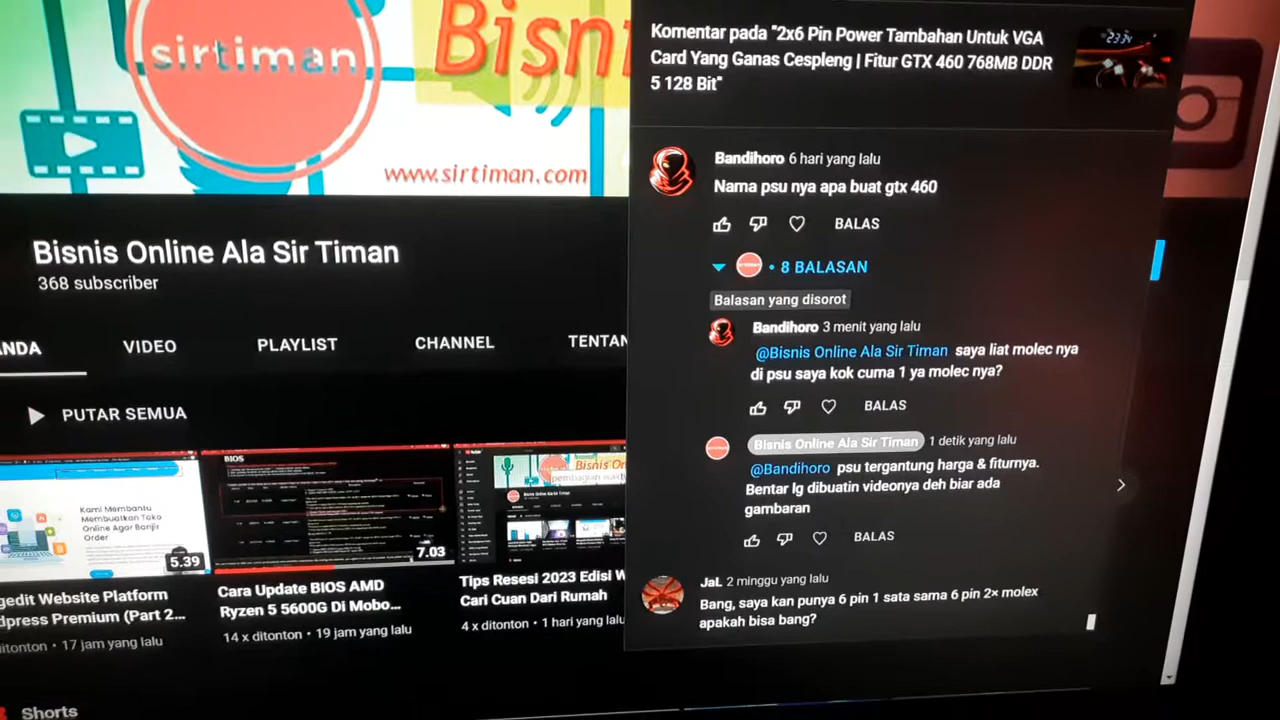 sirtiman
Bisn
www.sirtiman.com
Bisnis Online Ala Sir Timan
368 subscriber
ANDA
VIDEO
PLAYLIST
CHANNEL
TENTAN
PUTAR SEMUA
Kami Membantu
Membuatkan Toko
Online Agar Banjir
Order
5.39
gedit Website Platform
dpress Premium (Part 2...
ditonton • 17 jam yang lalu
BIOS
7.03
Cara Update BIOS AMD
Ryzen 5 5600G Di Mobo...
14 x ditonton • 19 jam yang lalu
Tips Resesi 2023 Edisi W
Cari Cuan Dari Rumah
4 x ditonton • 1 hari yang lalu
Shorts
Komentar pada "2x6 Pin Power Tambahan Untuk VGA
Card Yang Ganas Cespleng | Fitur GTX 460 768MB DDR
5 128 Bit"
Bandihoro 6 hari yang lalu
Nama psu nya apa buat gtx 460
BALAS
• 8 BALASAN
Balasan yang disorot
Bandihoro 3 menit yang lalu
@Bisnis Online Ala Sir Timan saya liat molec nya
di psu saya kok cuma 1 ya molec nya?
BALAS
Bisnis Online Ala Sir Timan 1 detik yang lalu
@Bandihoro psu tergantung harga & fiturnya.
Bentar lg dibuatin videonya deh biar ada
gambaran
BALAS
JaL 2 minggu yang lalu
Bang, saya kan punya 6 pin 1 sata sama 6 pin 2× molex
apakah bisa bang?